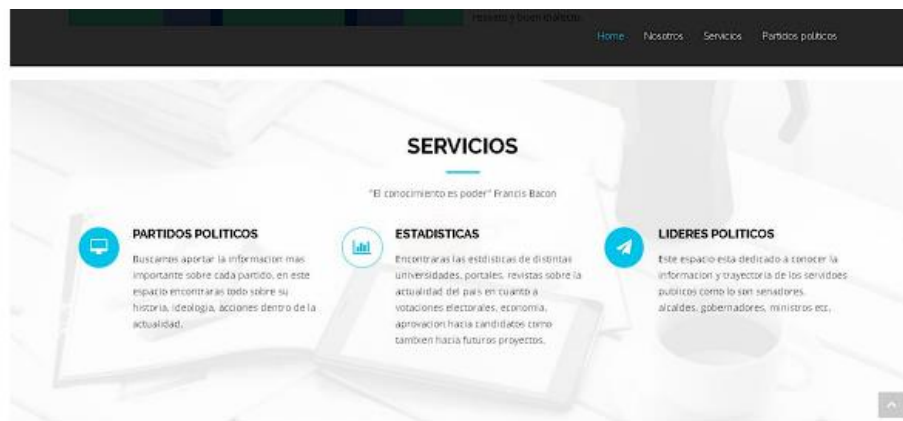 respeto y buen
Home Nosotros Servicios Partidos politicos
SERVICIOS
"El conocimiento es poder" Francis Bacon
PARTIDOS POLITICOS
Buscamos aportar la informacion mas
importante sobre cada partido, en este
espacio encontraras todo sobre su
historia, ideologia, acciones dentro de la
actualidad.
ESTADISTICAS
Encontraras las estdisticas de distintas
universidades, portales, revistas sobre la
actualidad del pais en cuanto a
votaciones electorales, economia,
aprovacion hacia candidatos como
tambien hacia futuros proyectos.
LIDERES POLITICOS
Este espacio esta dedicado a conocer la
informacion y trayectoria de los servidoes
publicos como lo son senadores,
alcaldes, gobernadores, ministros etc.